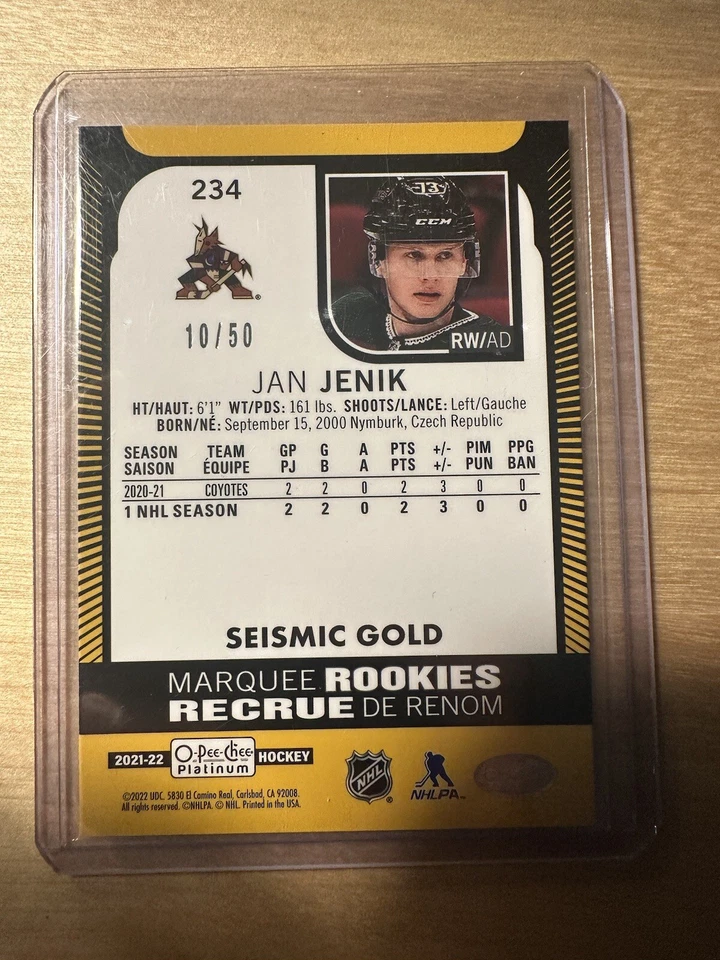 234
10/50
73
CCM
RW/AD
JAN JENIK
HT/HAUT: 6'1" WT/PDS: 161 lbs. SHOOTS/LANCE: Left/Gauche
BORN/NÉ: September 15, 2000 Nymburk, Czech Republic
SEASON TEAM GP G A PTS +/- PIM PPG
SAISON ÉQUIPE PJ B A PTS +/- PUN BAN
2020-21 COYOTES 2 2 0 2 3 0 0
1 NHL SEASON 2 2 0 2 3 0 0
SEISMIC GOLD
MARQUEE ROOKIES
RECRUE DE RENOM
2021-22 O-Pee-Chee Platinum HOCKEY
©2022 UDC. 5830 El Camino Real, Carlsbad, CA 92008.
All rights reserved. ©NHLPA. © NHL. Printed in the USA.
NHL
NHLPA